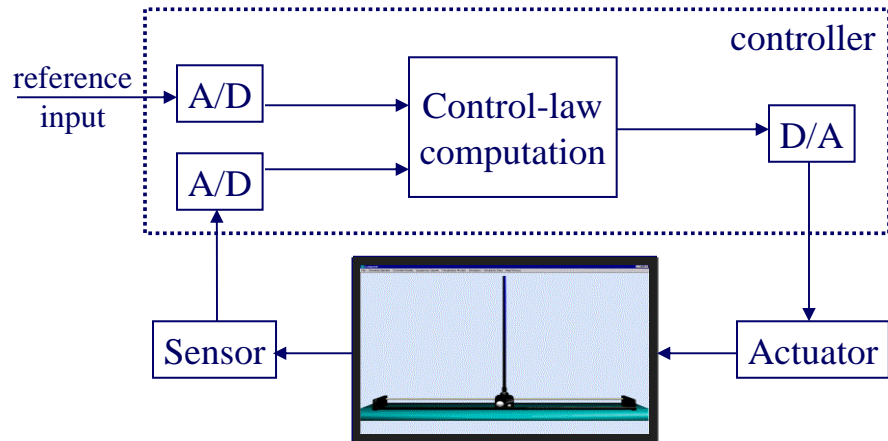 controller
reference
input
A/D
A/D
Control-law
computation
D/A
Sensor
Actuator